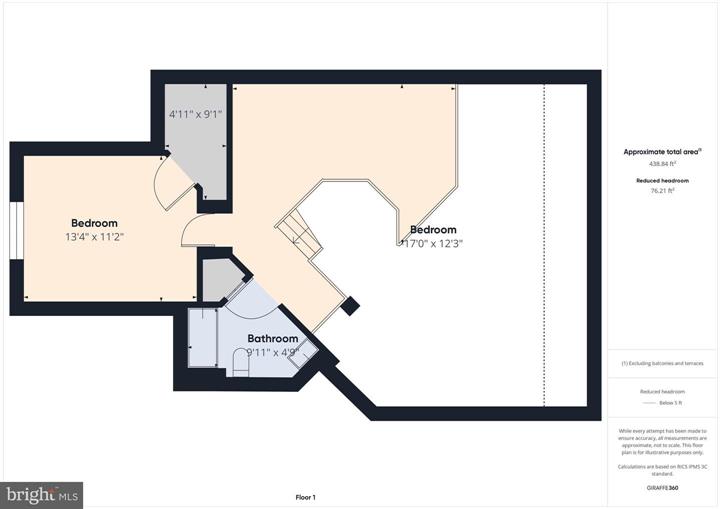 4'11" x 9'1"
Bedroom
13'4" x 11'2"
Bedroom
17'0" x 12'3"
Bathroom
9'11" x 4'9"
Floor 1
bright MLS
Approximate total area(1)
438.84 ft²
Reduced headroom
76.21 ft²
(1) Excluding balconies and terraces
Reduced headroom
Below 5 ft
While every attempt has been made to
ensure accuracy, all measurements are
approximate, not to scale. This floor
plan is for illustrative purposes only.
Calculations are based on RICS IPMS 3C
standard.
GIRAFFE360